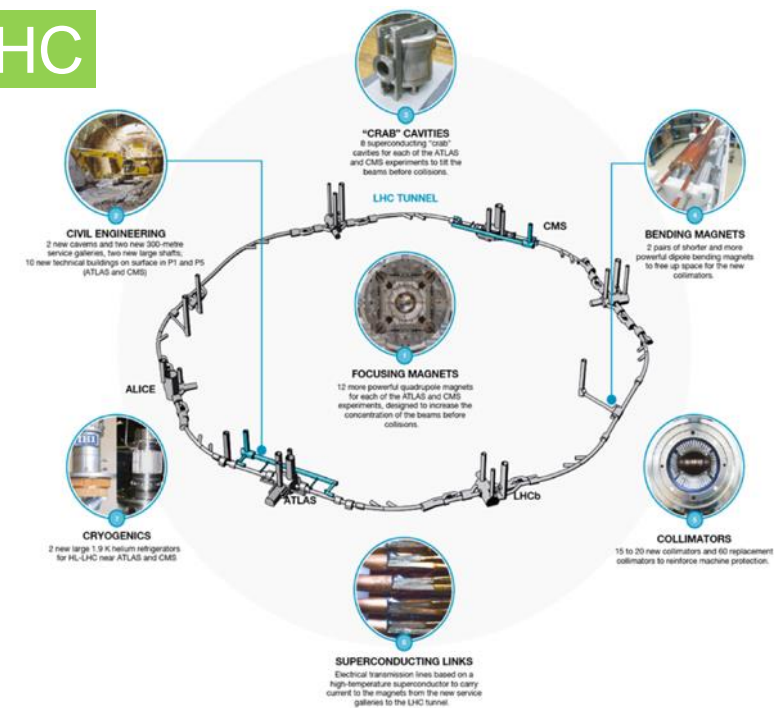 HC
3
"CRAB" CAVITIES
8 superconducting "crab"
cavities for each of the ATLAS
and CMS experiments to tilt the
beams before collisions.
LHC TUNNEL
CMS
2
CIVIL ENGINEERING
2 new caverns and two new 300-metre
service galleries, two new large shafts,
10 new technical buildings on surface in P1 and P5
(ATLAS and CMS)
4
BENDING MAGNETS
2 pairs of shorter and more
powerful dipole bending magnets
to free up space for the new
collimators.
1
FOCUSING MAGNETS
12 more powerful quadrupole magnets
for each of the ATLAS and CMS
experiments, designed to increase the
concentration of the beams before
collisions.
ALICE
ATLAS
LHCb
IHI
7
CRYOGENICS
2 new large 1.9 K helium refrigerators
for HL-LHC near ATLAS and CMS
5
COLLIMATORS
15 to 20 new collimators and 60 replacement
collimators to reinforce machine protection.
6
SUPERCONDUCTING LINKS
Electrical transmission lines based on a
high-temperature superconductor to carry
current to the magnets from the new service
galleries to the LHC tunnel.